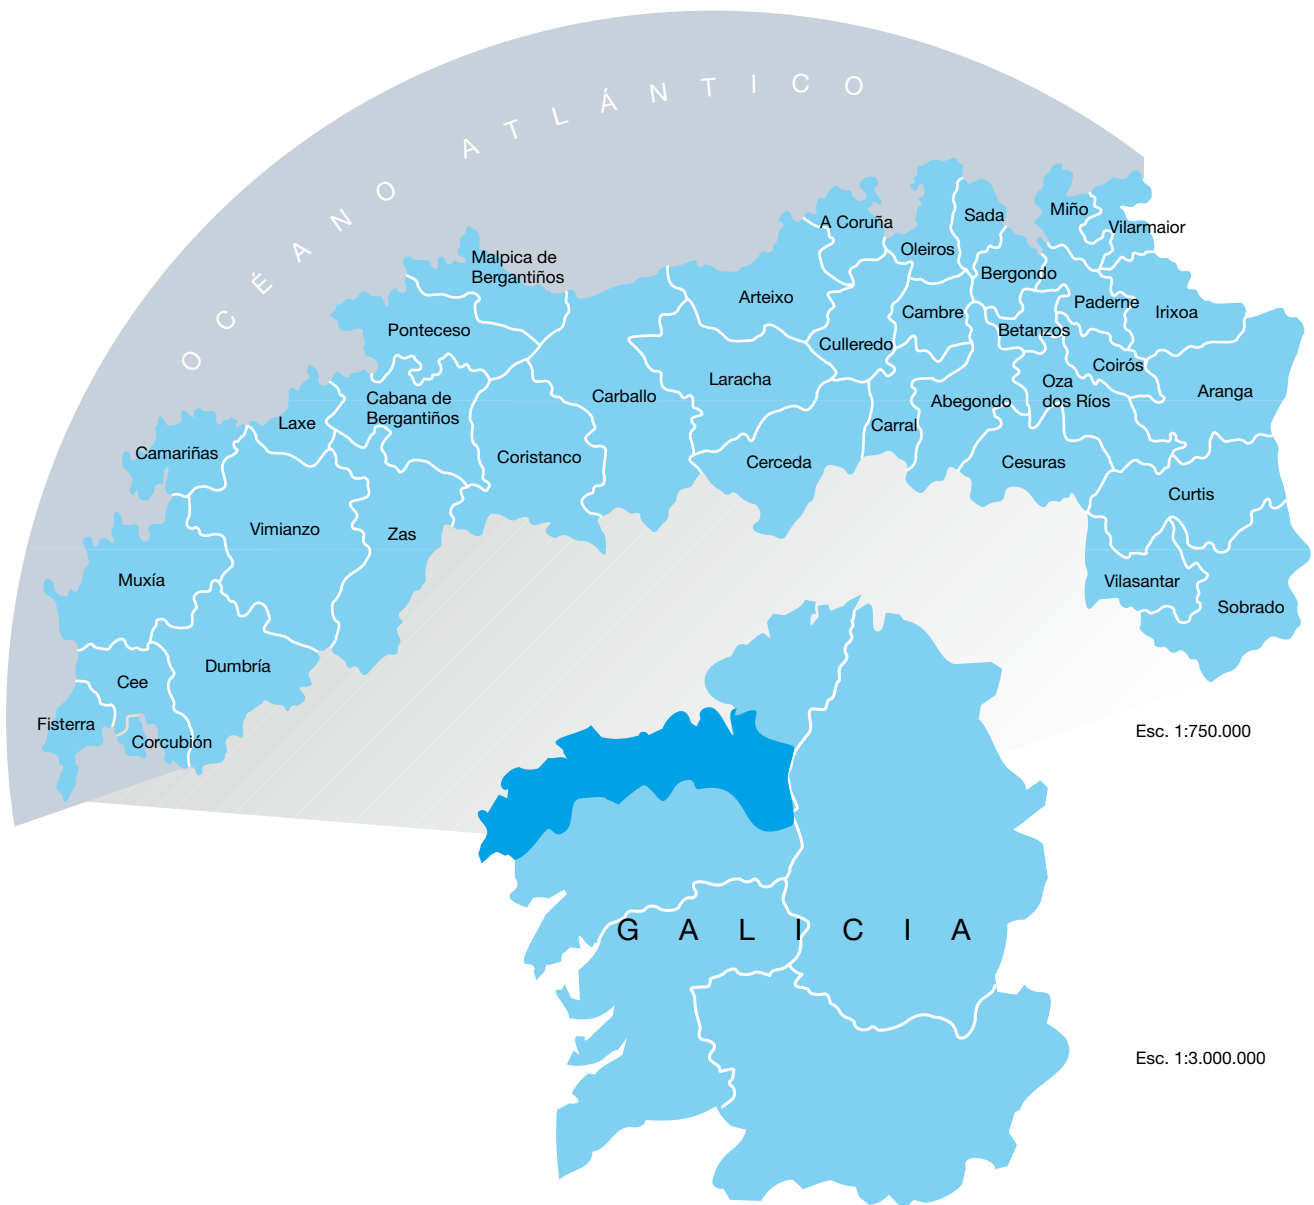 OCÉANO ATLÁNTICO
A Coruña
Sada
Miño
Vilarmaior
Oleiros
Malpica de
Bergantiños
Bergondo
Arteixo
Paderne
Irixoa
Cambre
Ponteceso
Betanzos
Culleredo
Coirós
Laracha
Oza
dos Ríos
Aranga
Carballo
Cabana de
Bergantiños
Abegondo
Laxe
Carral
Camariñas
Coristanco
Cerceda
Cesuras
Curtis
Vimianzo
Zas
Muxía
Vilasantar
Sobrado
Dumbría
Cee
Fisterra
Corcubión
Esc. 1:750.000
GALICIA
Esc. 1:3.000.000